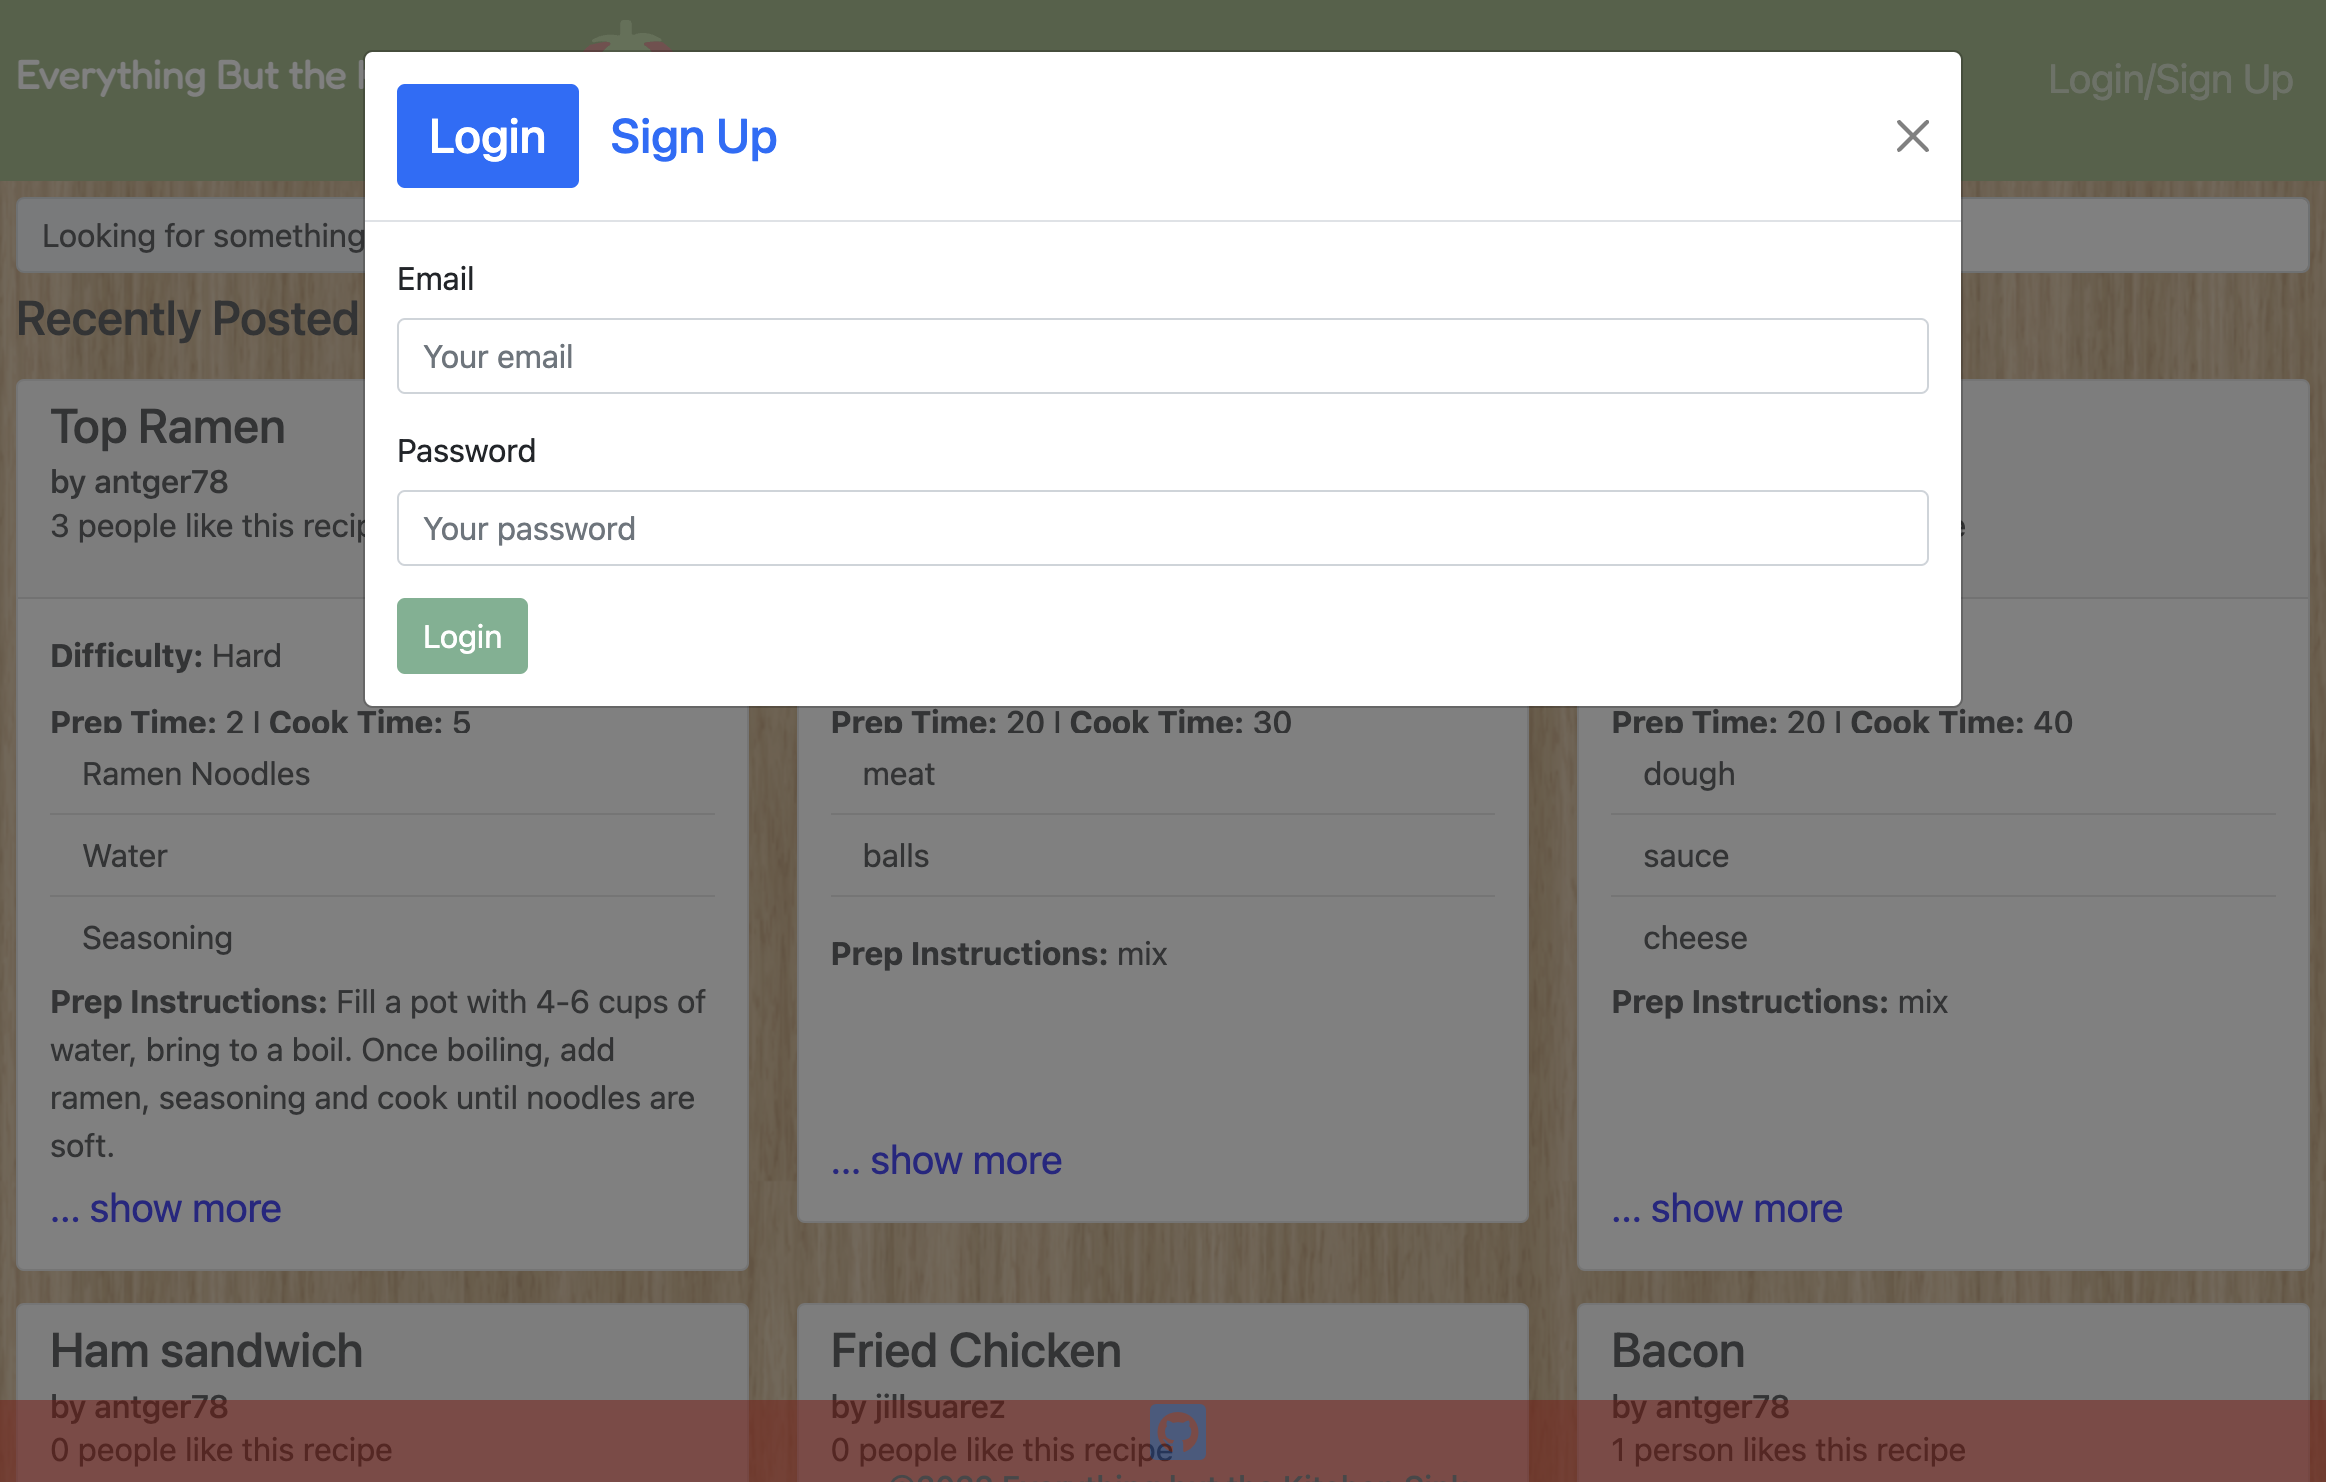 Everything But the
Login/Sign Up
Login
Sign Up
Email
Your email
Password
Your password
Login
Looking for something
Recently Posted
Top Ramen
by antger78
3 people like this recip
Difficulty: Hard
Prep Time: 2 | Cook Time: 5
Ramen Noodles
Water
Seasoning
Prep Instructions: Fill a pot with 4-6 cups of
water, bring to a boil. Once boiling, add
ramen, seasoning and cook until noodles are
soft.
... show more
Prep Time: 20 | Cook Time: 30
meat
balls
Prep Instructions: mix
... show more
Prep Time: 20 | Cook Time: 40
dough
sauce
cheese
Prep Instructions: mix
... show more
Ham sandwich
by antger78
0 people like this recipe
Fried Chicken
by jillsuarez
0 people like this recipe
Bacon
by antger78
1 person likes this recipe